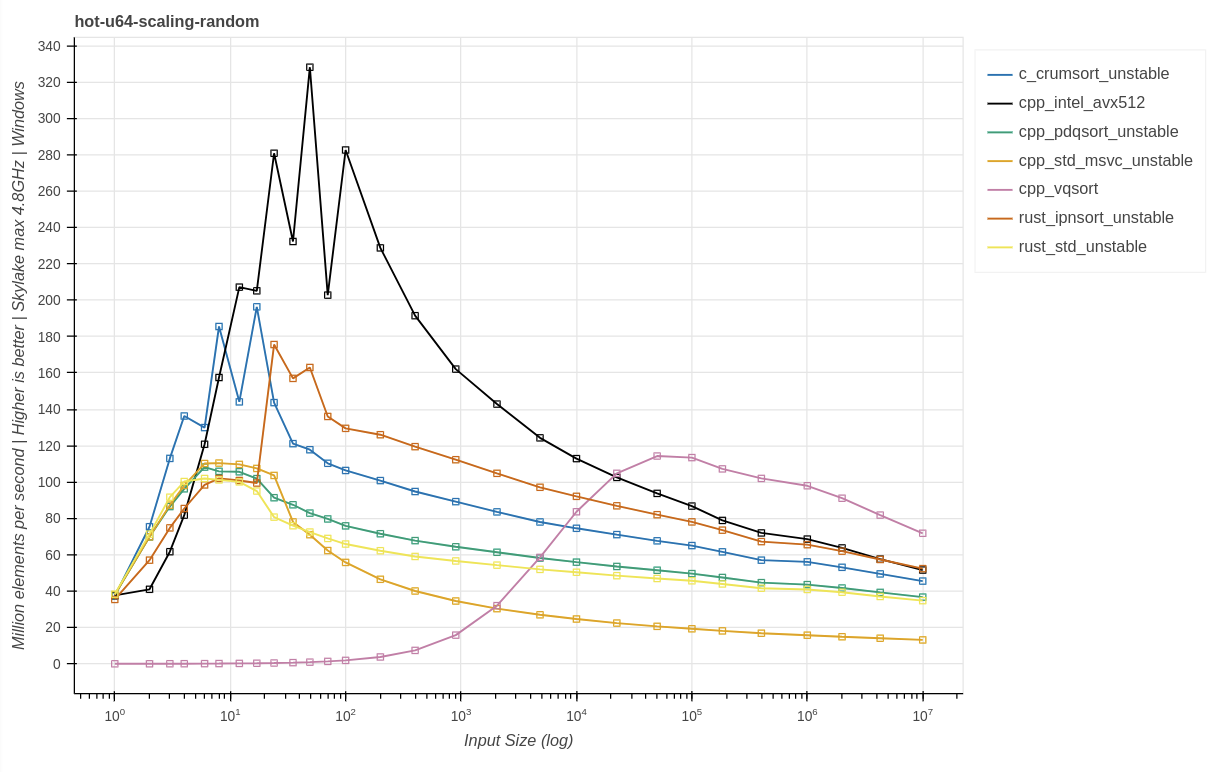 hot-u64-scaling-random
Million elements per second | Higher is better | Skylake max 4.8GHz | Windows
340
320
300
280
260
240
220
200
180
160
140
120
100
80
60
40
20
0
10⁰
10¹
10²
10³
10⁴
10⁵
10⁶
10⁷
Input Size (log)
c_crumsort_unstable
cpp_intel_avx512
cpp_pdqsort_unstable
cpp_std_msvc_unstable
cpp_vqsort
rust_ipnsort_unstable
rust_std_unstable